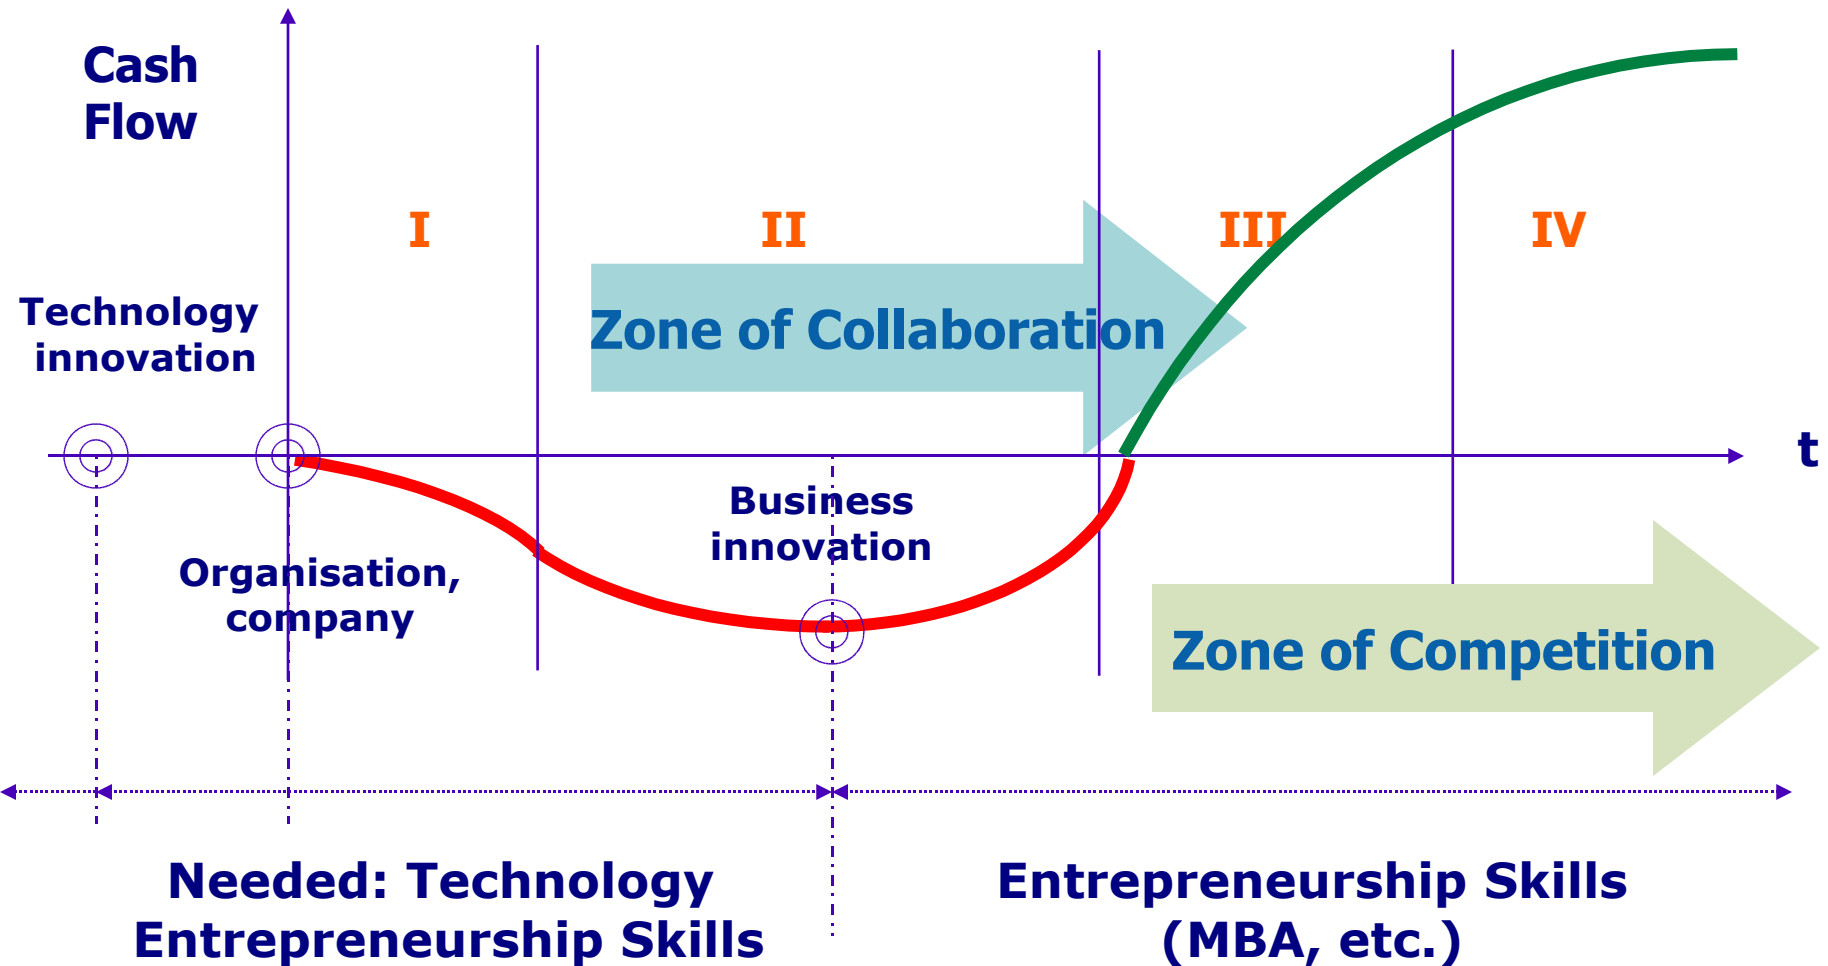 Cash
Flow
I
II
III
IV
Technology
innovation
Zone of Collaboration
t
Business
innovation
Organisation,
company
Zone of Competition
Needed: Technology
Entrepreneurship Skills
Entrepreneurship Skills
(MBA, etc.)